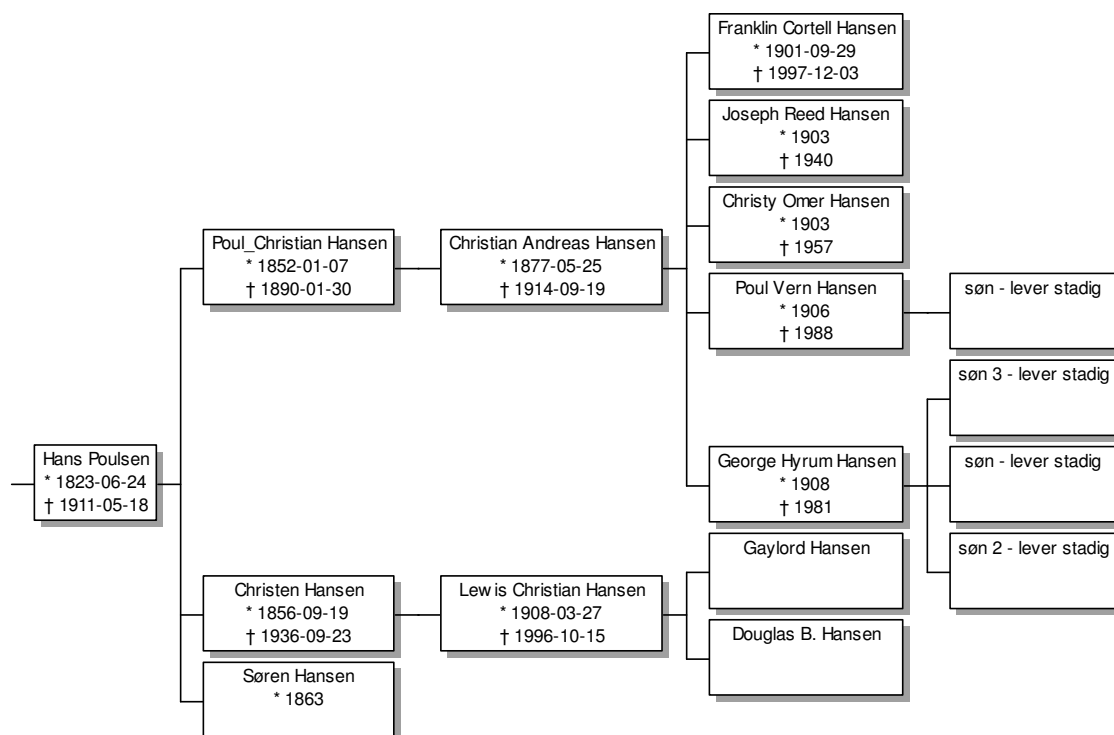 Franklin Cortell Hansen
* 1901-09-29
† 1997-12-03
Joseph Reed Hansen
* 1903
† 1940
Christy Omer Hansen
* 1903
† 1957
Poul_Christian Hansen
* 1852-01-07
† 1890-01-30
Christian Andreas Hansen
* 1877-05-25
† 1914-09-19
Poul Vern Hansen
* 1906
† 1988
søn - lever stadig
søn 3 - lever stadig
Hans Poulsen
* 1823-06-24
† 1911-05-18
George Hyrum Hansen
* 1908
† 1981
søn - lever stadig
søn 2 - lever stadig
Gaylord Hansen
Christen Hansen
* 1856-09-19
† 1936-09-23
Lewis Christian Hansen
* 1908-03-27
† 1996-10-15
Douglas B. Hansen
Søren Hansen
* 1863